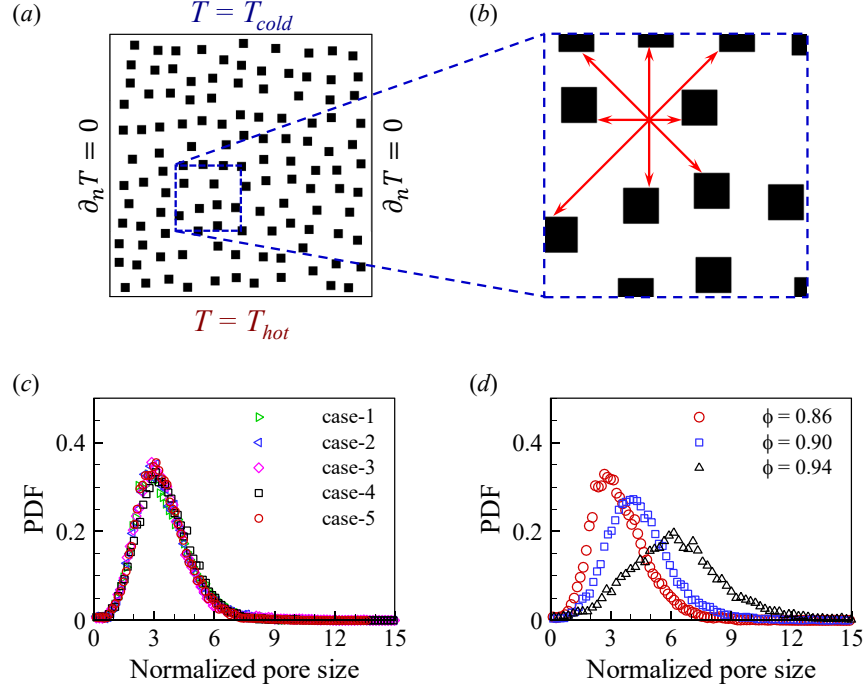 (a)
T = T_cold
(b)
∂ₙT = 0
∂ₙT = 0
T = T_hot
(c)
case-1
case-2
case-3
case-4
case-5
0.4
0.2
0
PDF
0 3 6 9 12 15
Normalized pore size
(d)
ϕ = 0.86
ϕ = 0.90
ϕ = 0.94
0.4
0.2
0
PDF
0 3 6 9 12 15
Normalized pore size